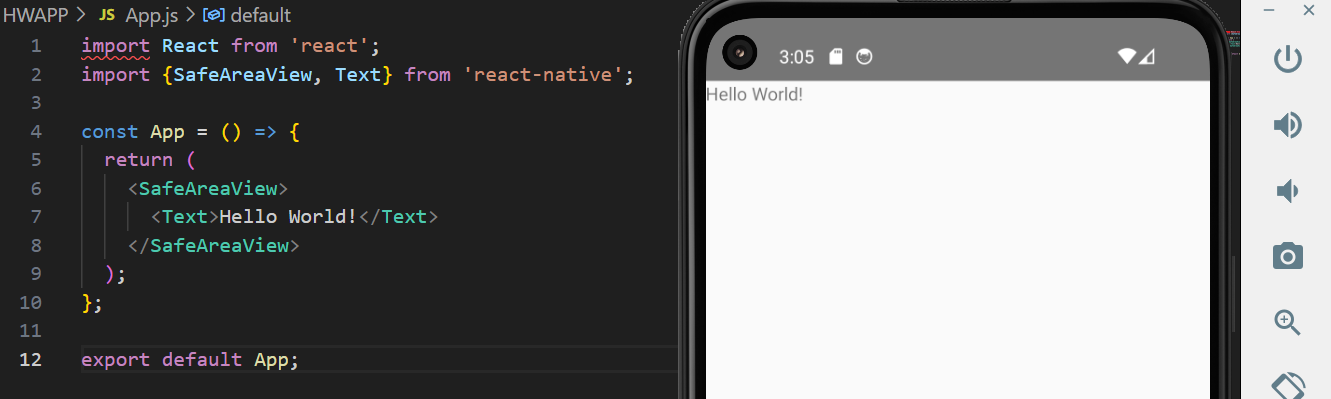 HWAPP > JS App.js > default
1 import React from 'react';
2 import {SafeAreaView, Text} from 'react-native';
3
4 const App = () => {
5   return (
6     <SafeAreaView>
7       <Text>Hello World!</Text>
8     </SafeAreaView>
9   );
10 };
11
12 export default App;
3:05
Hello World!